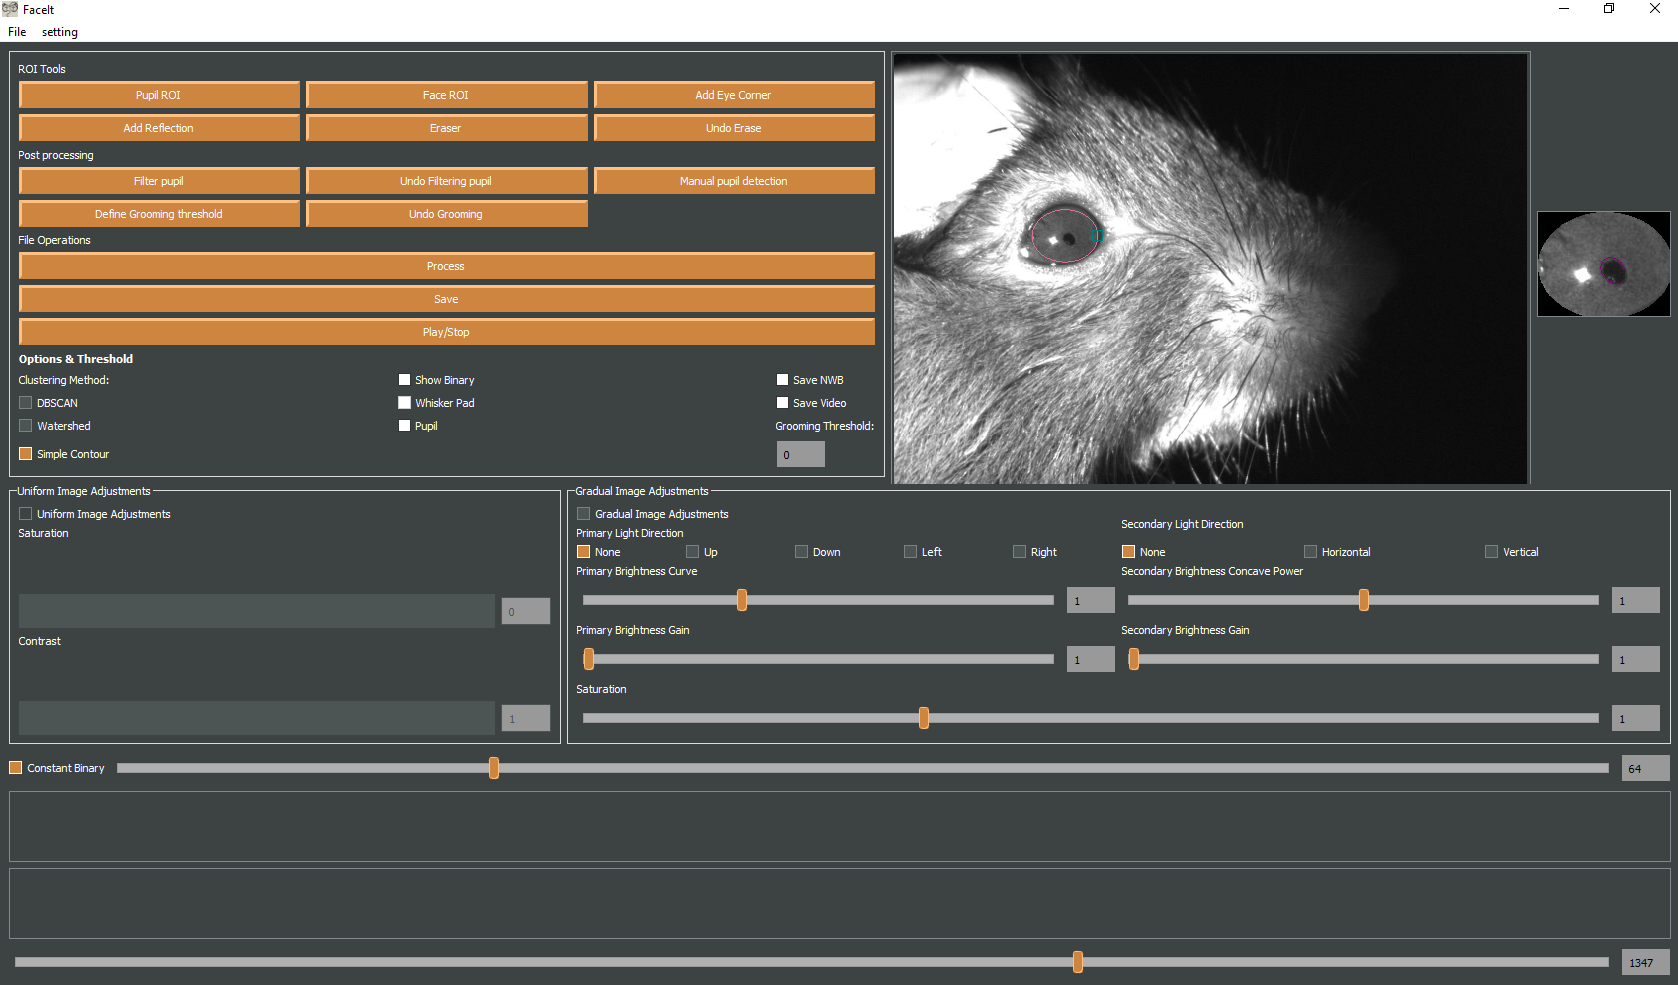 FaceIt
File setting
ROI Tools
Pupil ROI Face ROI Add Eye Corner
Add Reflection Eraser Undo Erase
Post processing
Filter pupil Undo Filtering pupil Manual pupil detection
Define Grooming threshold Undo Grooming
File Operations
Process
Save
Play/Stop
Options & Threshold
Clustering Method: Show Binary Save NWB
DBSCAN Whisker Pad Save Video
Watershed Pupil Grooming Threshold:
Simple Contour 0
Uniform Image Adjustments
Uniform Image Adjustments
Saturation
0
Contrast
1
Gradual Image Adjustments
Gradual Image Adjustments
Primary Light Direction
None Up Down Left Right
Primary Brightness Curve
1
Primary Brightness Gain
1
Secondary Light Direction
None Horizontal Vertical
Secondary Brightness Concave Power
1
Secondary Brightness Gain
1
Saturation
1
Constant Binary 64
1347